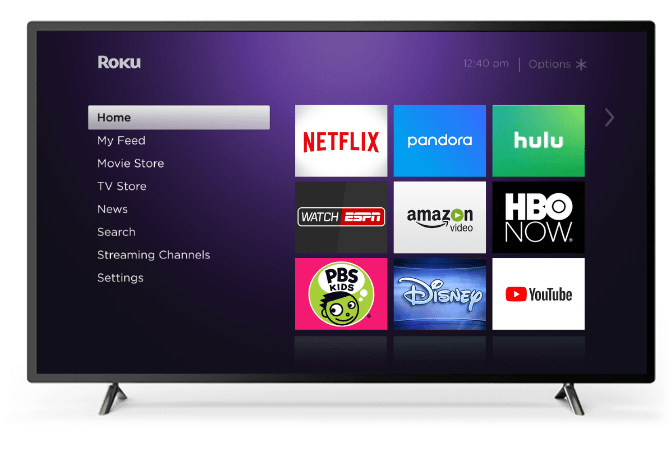 Roku
12:40 pm | Options
Home
My Feed
Movie Store
TV Store
News
Search
Streaming Channels
Settings
NETFLIX
pandora
hulu
WATCH ESPN
amazon
video
HBO
NOW
PBS
KIDS
Disney
YouTube